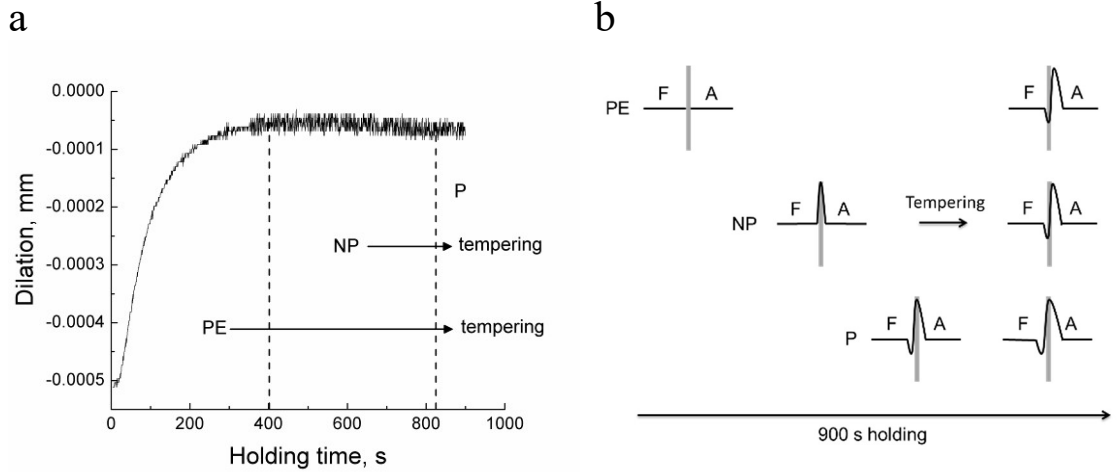 a
0.0000
-0.0001
-0.0002
-0.0003
-0.0004
-0.0005
Dilation, mm
P
NP tempering
PE tempering
0 200 400 600 800 1000
Holding time, s
b
PE F A F A
NP F A Tempering F A
P F A F A
900 s holding